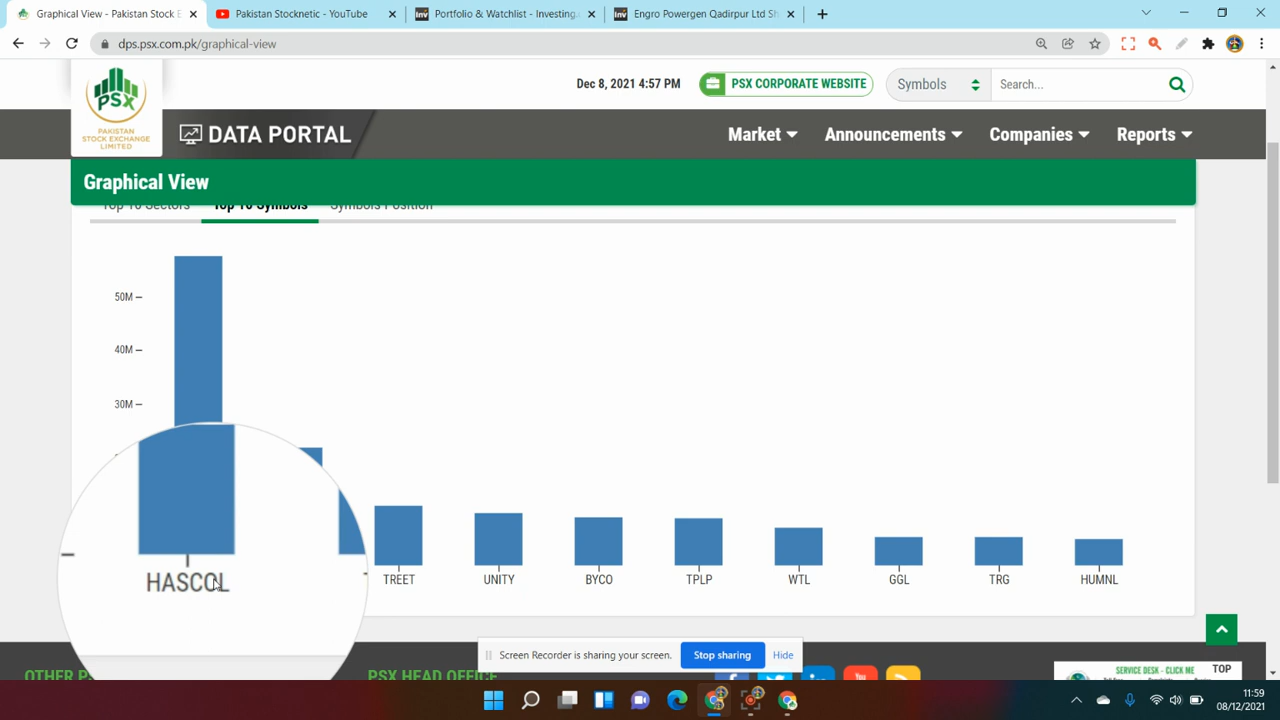 Graphical View - Pakistan Stock E
Pakistan Stocknetic - YouTube
Portfolio & Watchlist - Investing.
Engro Powergen Qadirpur Ltd Sh
dps.psx.com.pk/graphical-view
PSX
PAKISTAN
STOCK EXCHANGE
LIMITED
Dec 8, 2021 4:57 PM
PSX CORPORATE WEBSITE
Symbols
Search...
DATA PORTAL
Market
Announcements
Companies
Reports
Graphical View
Top 10 Sectors
Top 10 Symbols
Symbols Position
50M
40M
30M
HASCOL
TREET
UNITY
BYCO
TPLP
WTL
GGL
TRG
HUMNL
Screen Recorder is sharing your screen.
Stop sharing
Hide
OTHER P
PSX HEAD OFFICE
SERVICE DESK - CLICK ME
TOP
11:59
08/12/2021